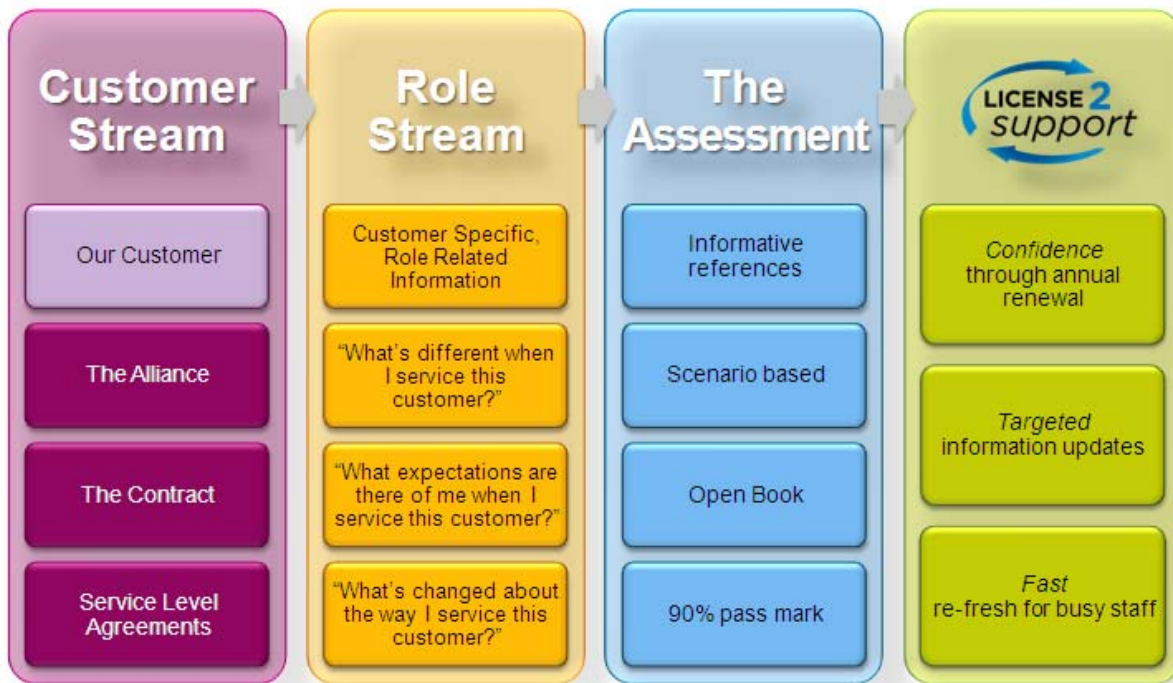 Customer
Stream
Our Customer
The Alliance
The Contract
Service Level
Agreements
Role
Stream
Customer Specific,
Role Related
Information
“What’s different when
I service this
customer?”
“What expectations are
there of me when I
service this customer?”
“What’s changed about
the way I service this
customer?”
The
Assessment
Informative
references
Scenario based
Open Book
90% pass mark
LICENSE 2
support
Confidence
through annual
renewal
Targeted
information updates
Fast
re-fresh for busy staff